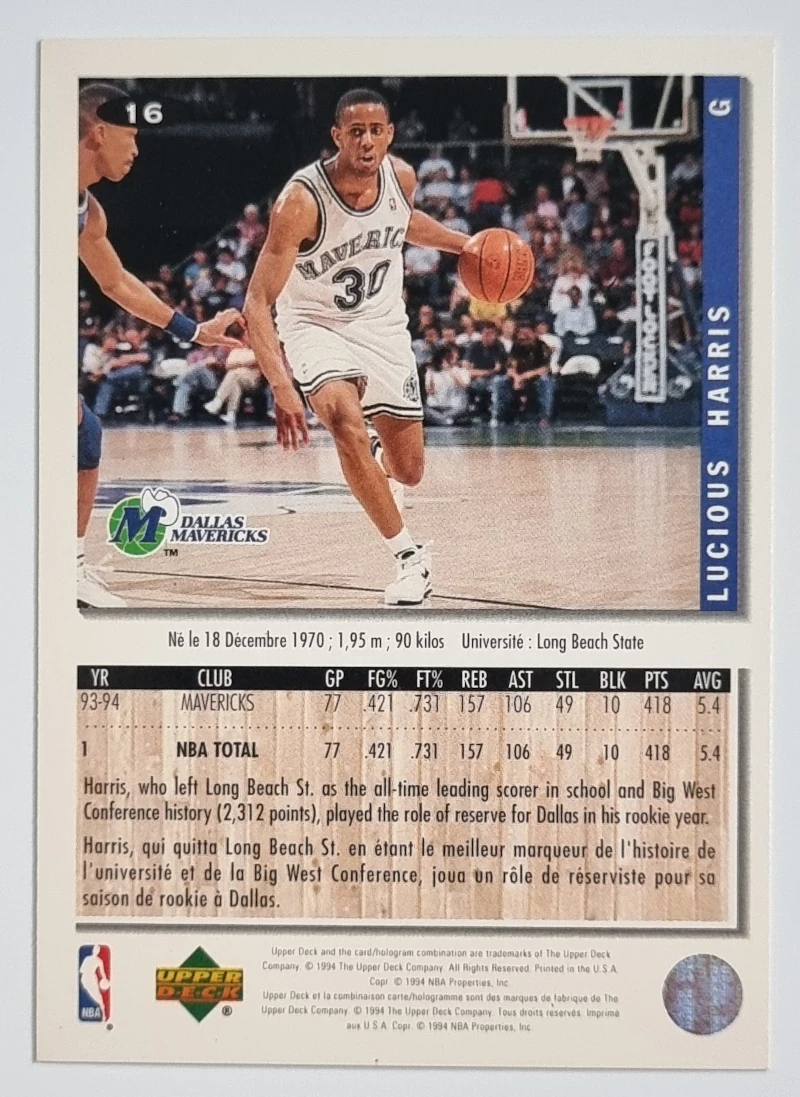 16
G
LUCIOUS HARRIS
MAVERIC
30
M DALLAS
MAVERICKS
TM
Né le 18 Décembre 1970 ; 1,95 m ; 90 kilos Université : Long Beach State
YR CLUB GP FG% FT% REB AST STL BLK PTS AVG
93-94 MAVERICKS 77 .421 .731 157 106 49 10 418 5.4
1 NBA TOTAL 77 .421 .731 157 106 49 10 418 5.4
Harris, who left Long Beach St. as the all-time leading scorer in school and Big West
Conference history (2,312 points), played the role of reserve for Dallas in his rookie year.
Harris, qui quitta Long Beach St. en étant le meilleur marqueur de l'histoire de
l'université et de la Big West Conference, joua un rôle de réserviste pour sa
saison de rookie à Dallas.
NBA ®
UPPER
DECK ®
Upper Deck and the card/hologram combination are trademarks of The Upper Deck
Company. © 1994 The Upper Deck Company. All Rights Reserved. Printed in the U.S.A.
Copr. © 1994 NBA Properties, Inc.
Upper Deck et la combinaison carte/hologramme sont des marques de fabrique de The
Upper Deck Company. © 1994 The Upper Deck Company. Tous droits réservés. Imprimé
aux U.S.A. Copr. © 1994 NBA Properties, Inc.